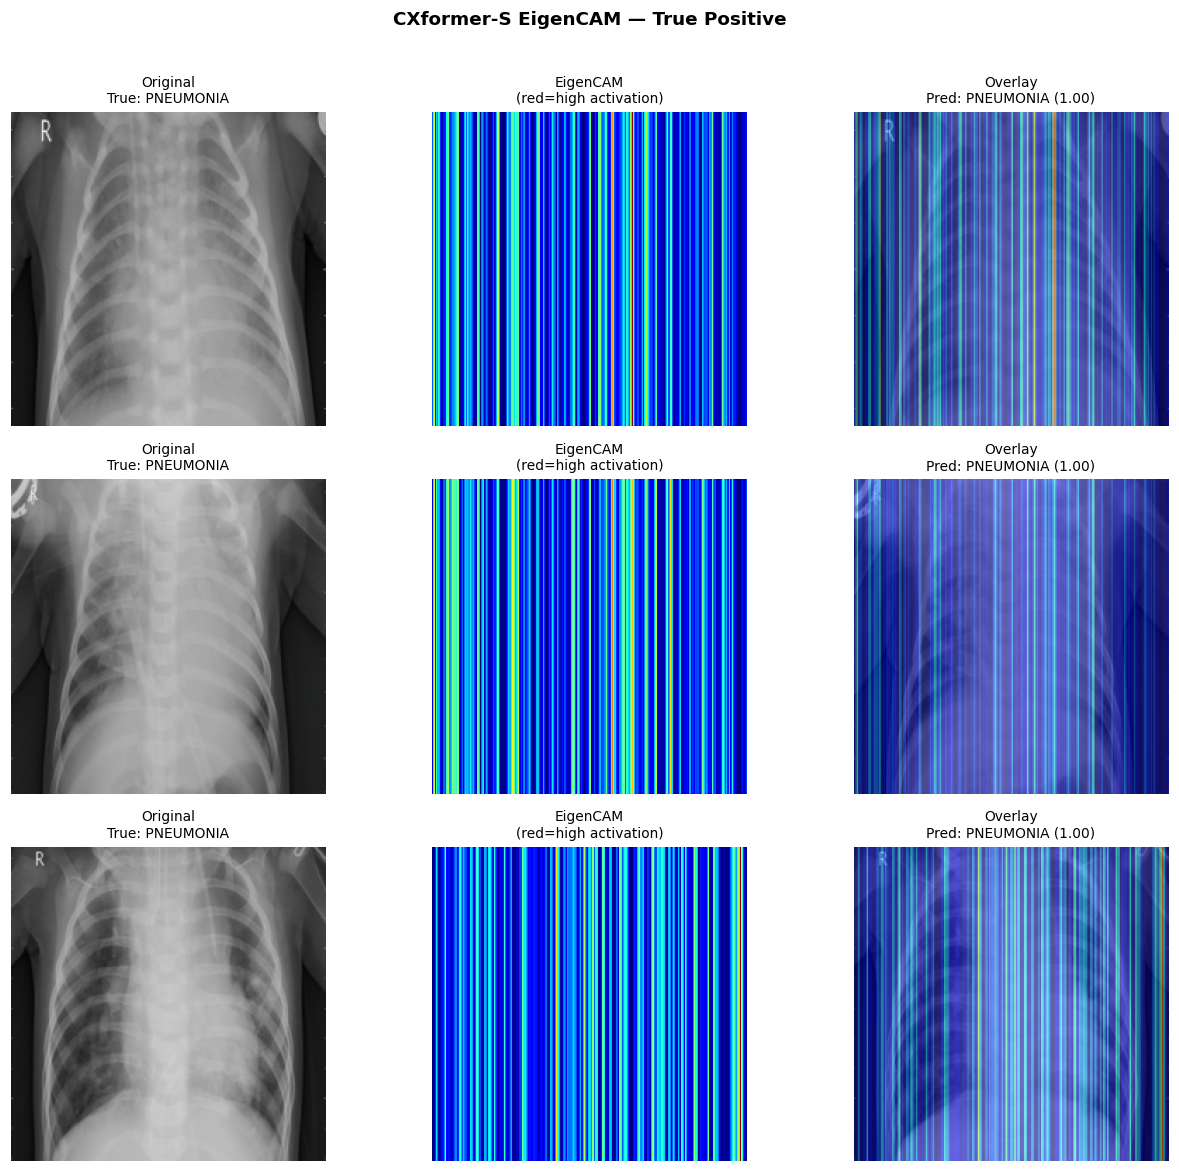 CXformer-S EigenCAM — True Positive
Original
True: PNEUMONIA
EigenCAM
(red=high activation)
Overlay
Pred: PNEUMONIA (1.00)
R
R
Original
True: PNEUMONIA
EigenCAM
(red=high activation)
Overlay
Pred: PNEUMONIA (1.00)
R
R
Original
True: PNEUMONIA
EigenCAM
(red=high activation)
Overlay
Pred: PNEUMONIA (1.00)
R
R